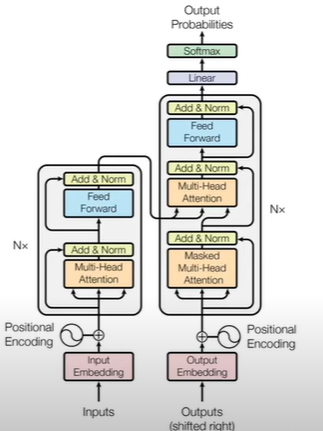 Output
Probabilities
Softmax
Linear
Add & Norm
Feed
Forward
Add & Norm
Multi-Head
Attention
Add & Norm
Masked
Multi-Head
Attention
Nx
Positional
Encoding
Output
Embedding
Outputs
(shifted right)
Add & Norm
Feed
Forward
Add & Norm
Multi-Head
Attention
Nx
Positional
Encoding
Input
Embedding
Inputs